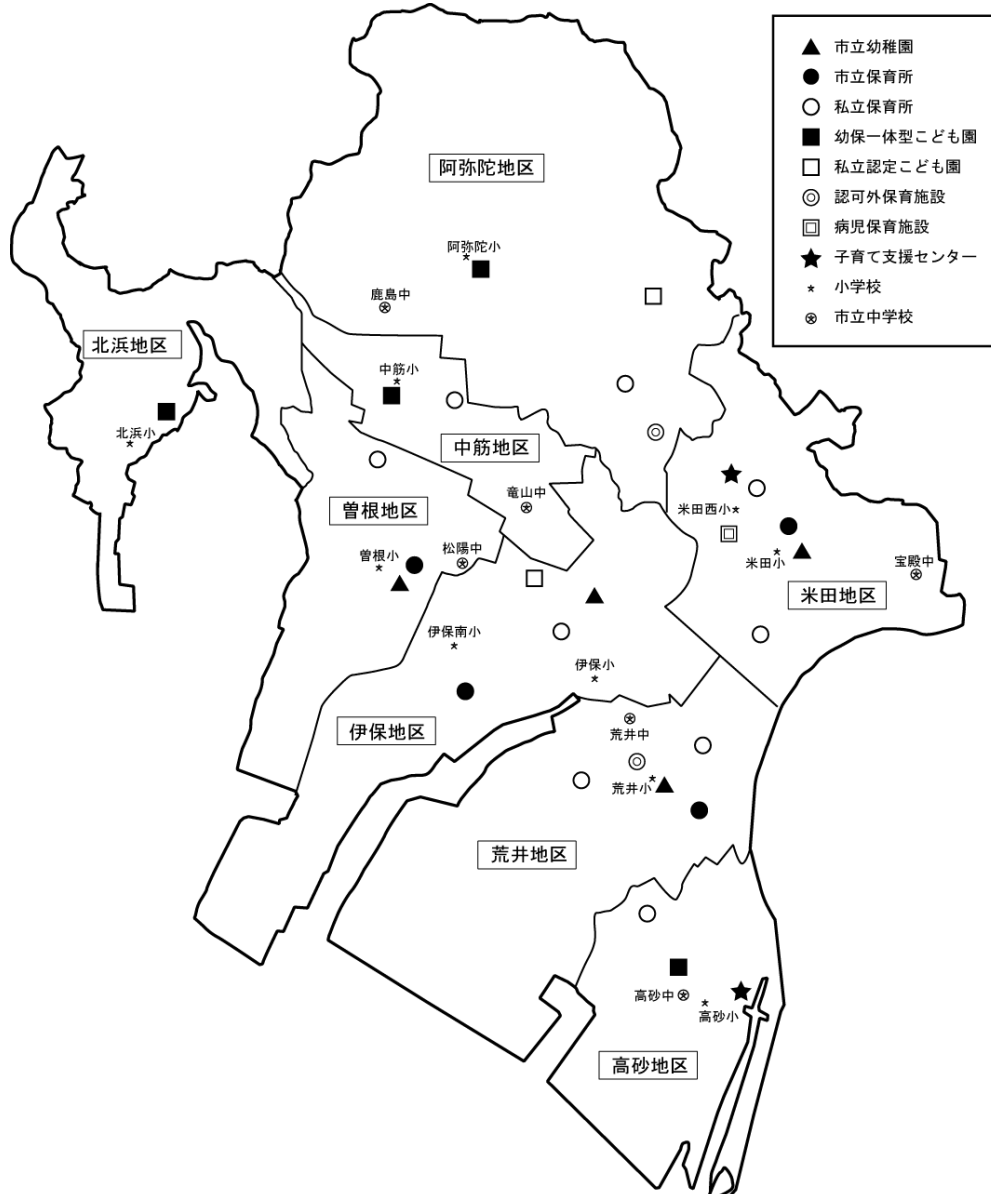 市立幼稚園
市立保育所
私立保育所
幼保一体型こども園
私立認定こども園
認可外保育施設
病児保育施設
子育て支援センター
小学校
市立中学校
阿弥陀地区
阿弥陀小
鹿島中
北浜地区
北浜小
中筋小
中筋地区
竜山中
曽根地区
曽根小
松陽中
米田西小
米田小
宝殿中
米田地区
伊保南小
伊保小
伊保地区
荒井中
荒井小
荒井地区
高砂中
高砂小
高砂地区